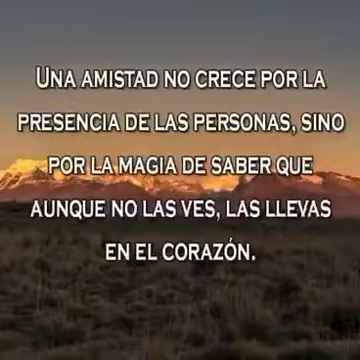 UNA AMISTAD NO CRECE POR LA
PRESENCIA DE LAS PERSONAS, SINO
POR LA MAGIA DE SABER QUE
AUNQUE NO LAS VES, LAS LLEVAS
EN EL CORAZÓN.